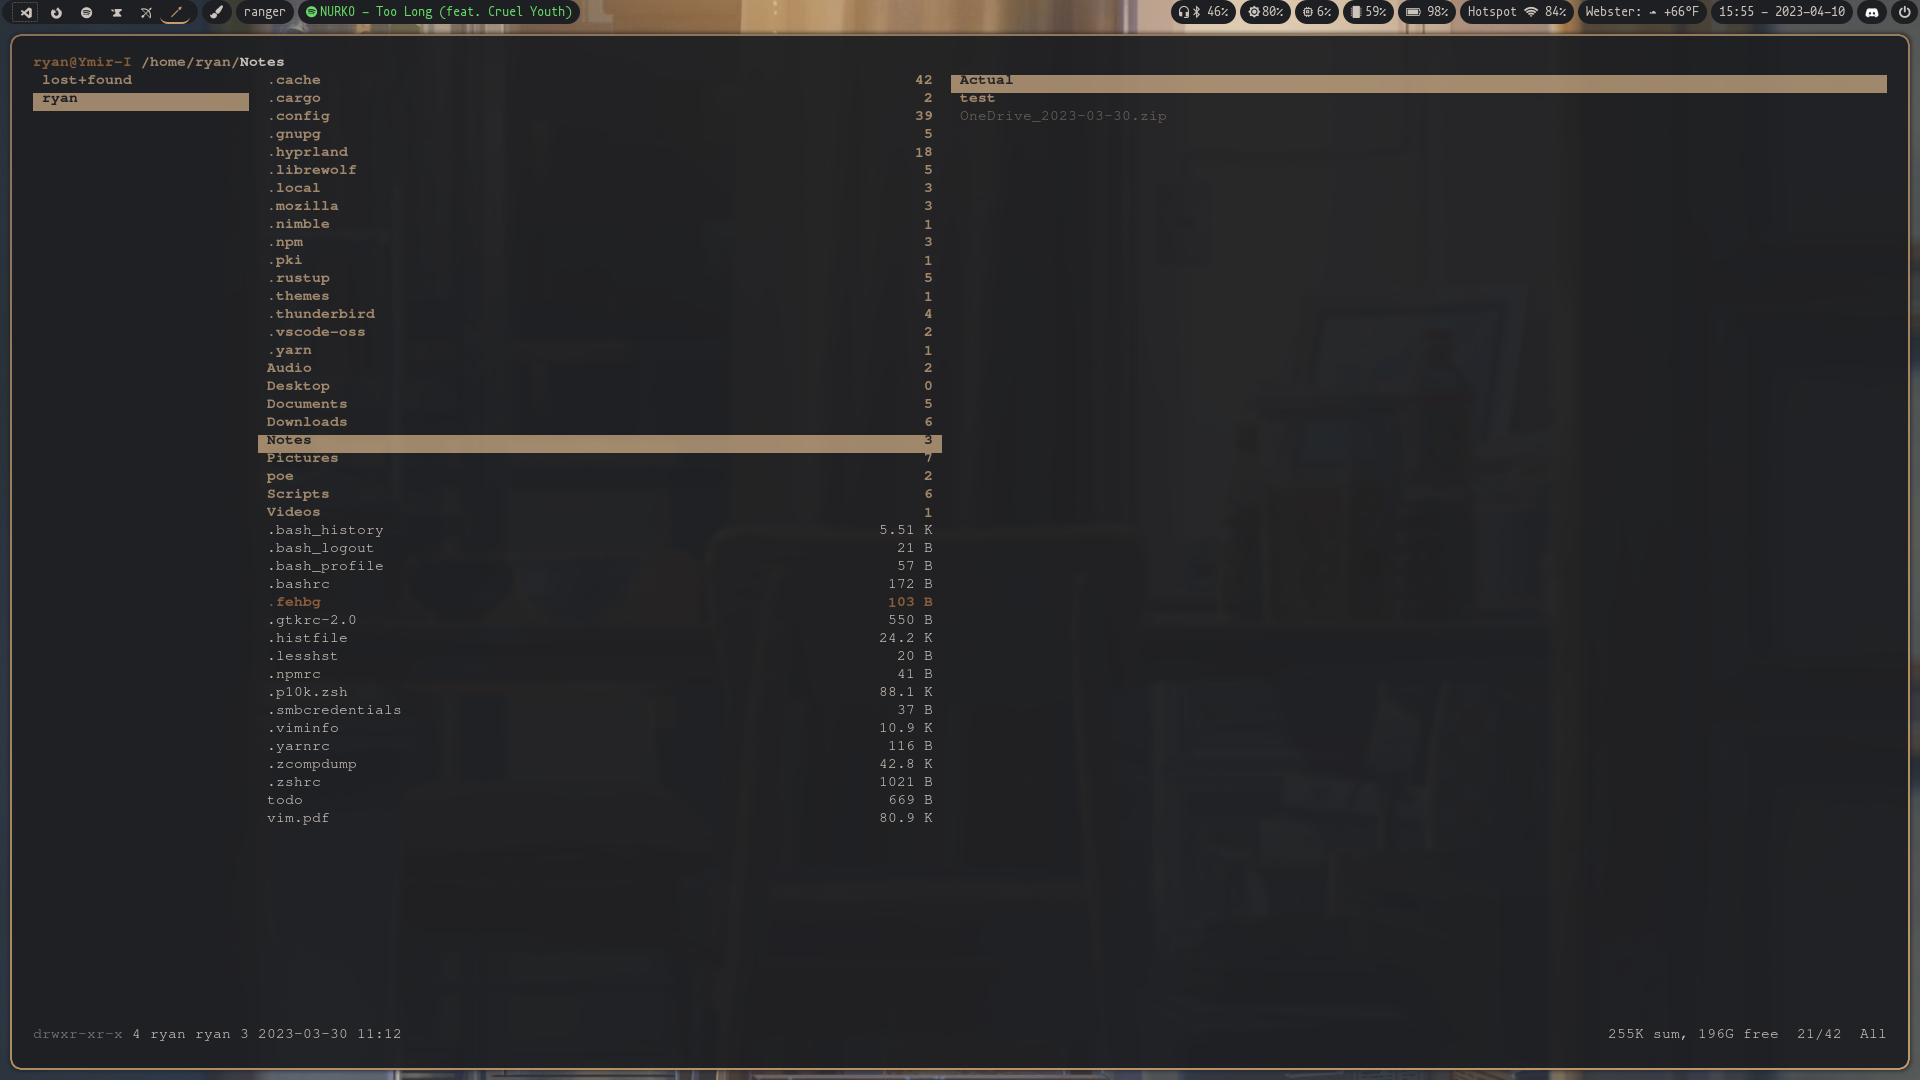 ranger NURKO – Too Long (feat. Cruel Youth) 46% 80% 6% 59% 98% Hotspot 84% Webster: +66°F 15:55 – 2023-04-10
ryan@Ymir-I /home/ryan/Notes
lost+found .cache 42 Actual
ryan .cargo 2 test
.config 39 OneDrive_2023-03-30.zip
.gnupg 5
.hyprland 18
.librewolf 5
.local 3
.mozilla 3
.nimble 1
.npm 3
.pki 1
.rustup 5
.themes 1
.thunderbird 4
.vscode-oss 2
.yarn 1
Audio 2
Desktop 0
Documents 5
Downloads 6
Notes 3
Pictures 7
poe 2
Scripts 6
Videos 1
.bash_history 5.51 K
.bash_logout 21 B
.bash_profile 57 B
.bashrc 172 B
.fehbg 103 B
.gtkrc-2.0 550 B
.histfile 24.2 K
.lesshst 20 B
.npmrc 41 B
.p10k.zsh 88.1 K
.smbcredentials 37 B
.viminfo 10.9 K
.yarnrc 116 B
.zcompdump 42.8 K
.zshrc 1021 B
todo 669 B
vim.pdf 80.9 K
drwxr-xr-x 4 ryan ryan 3 2023-03-30 11:12 255K sum, 196G free 21/42 All